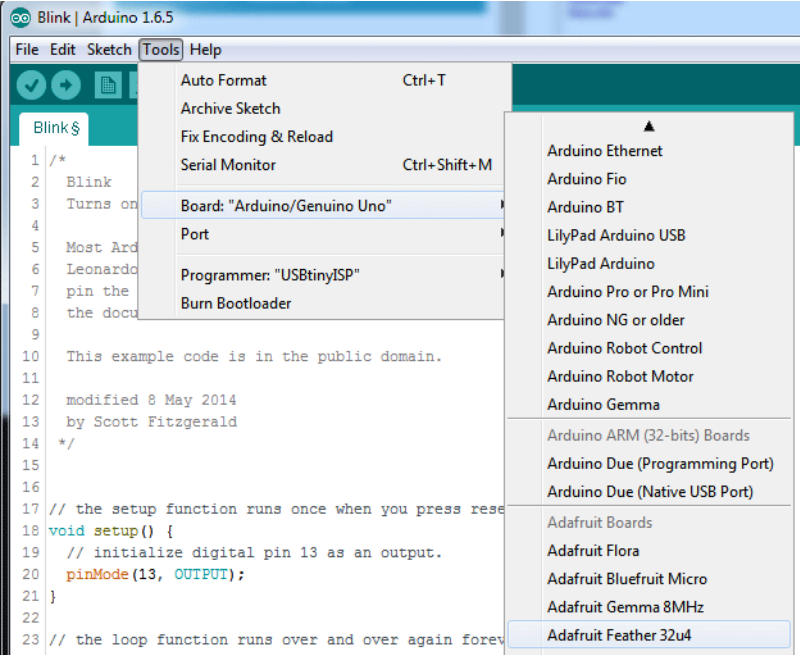 Blink | Arduino 1.6.5
File Edit Sketch Tools Help
Auto Format Ctrl+T
Archive Sketch
Fix Encoding & Reload
Serial Monitor Ctrl+Shift+M
Board: "Arduino/Genuino Uno"
Port
Programmer: "USBtinyISP"
Burn Bootloader
▲
Arduino Ethernet
Arduino Fio
Arduino BT
LilyPad Arduino USB
LilyPad Arduino
Arduino Pro or Pro Mini
Arduino NG or older
Arduino Robot Control
Arduino Robot Motor
Arduino Gemma
Arduino ARM (32-bits) Boards
Arduino Due (Programming Port)
Arduino Due (Native USB Port)
Adafruit Boards
Adafruit Flora
Adafruit Bluefruit Micro
Adafruit Gemma 8MHz
Adafruit Feather 32u4
Blink §
1 /*
2 Blink
3 Turns on
4
5 Most Ard
6 Leonardo
7 pin the
8 the docu
9
10 This example code is in the public domain.
11
12 modified 8 May 2014
13 by Scott Fitzgerald
14 */
15
16
17 // the setup function runs once when you press rese
18 void setup() {
19 // initialize digital pin 13 as an output.
20 pinMode(13, OUTPUT);
21 }
22
23 // the loop function runs over and over again forev